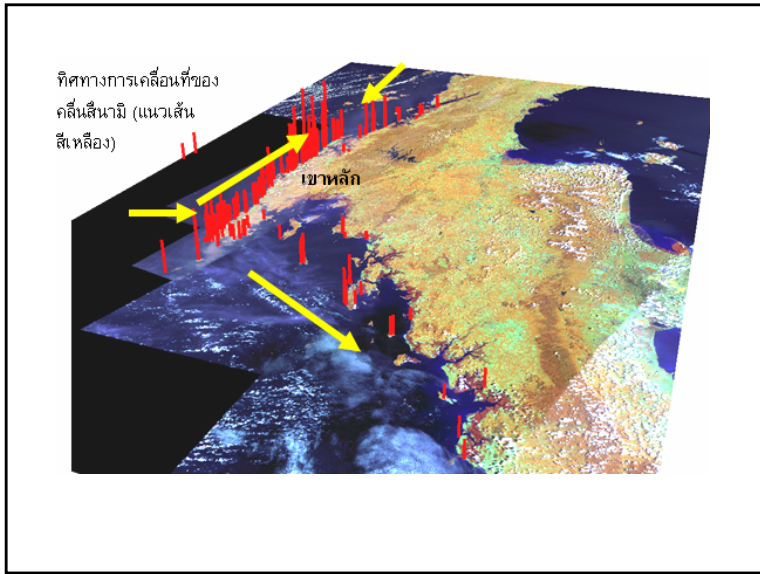 ทิศทางการเคลื่อนที่ของ
คลื่นสึนามิ (แนวเส้น
สีเหลือง)
เขาหลัก